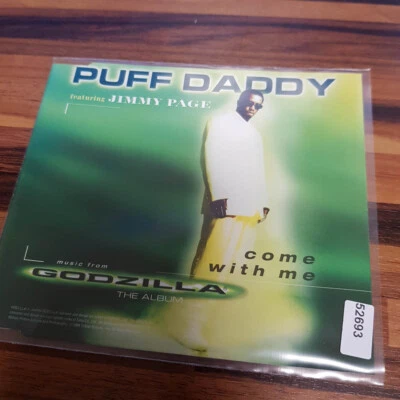 PUFF DADDY
featuring JIMMY PAGE
come
with me
music from
GODZILLA
THE ALBUM
52693